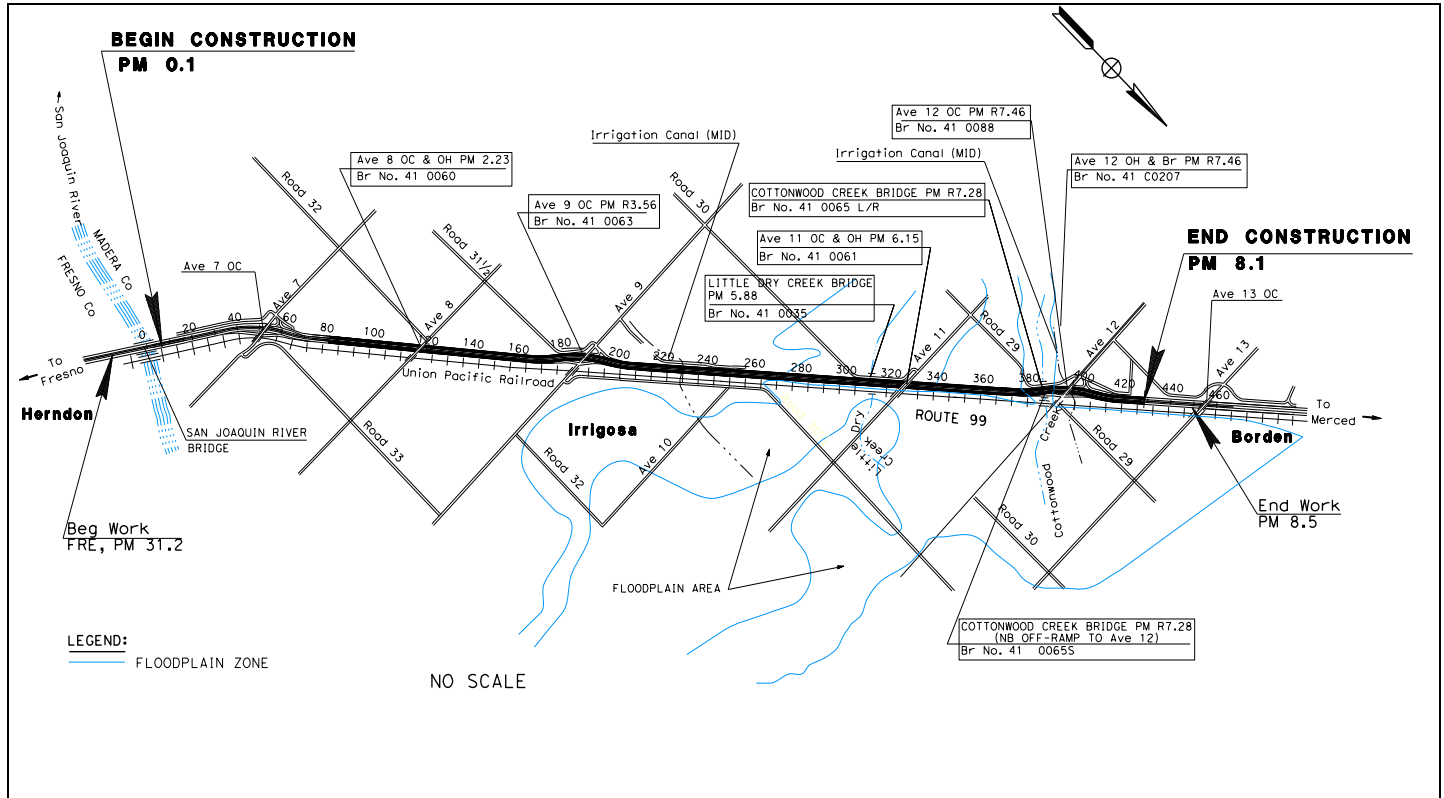 BEGIN CONSTRUCTION
PM 0.1
San Joaquin River
MADERA Co
FRESNO Co
Ave 7 OC
Road 32
Ave 8 OC & OH PM 2.23
Br No. 41 0060
Road 31 1/2
Ave 9 OC PM R3.56
Br No. 41 0063
Irrigation Canal (MID)
Road 30
Ave 12 OC PM R7.46
Br No. 41 0088
Irrigation Canal (MID)
COTTONWOOD CREEK BRIDGE PM R7.28
Br No. 41 0065 L/R
Ave 12 OH & Br PM R7.46
Br No. 41 C0207
Ave 11 OC & OH PM 6.15
Br No. 41 0061
LITTLE DRY CREEK BRIDGE
PM 5.88
Br No. 41 0035
END CONSTRUCTION
PM 8.1
Ave 13 OC
Ave 7
Ave 8
Ave 9
Ave 11
Road 29
Ave 12
Ave 13
0 20 40 60 80 100 120 140 160 180 200 220 240 260 280 300 320 340 360 380 400 420 440 460
To
Fresno
Herndon
Union Pacific Railroad
ROUTE 99
To
Merced
Borden
SAN JOAQUIN RIVER
BRIDGE
Road 33
Irrigosa
Road 32
Ave 10
Little Dry
Creek
Cottonwood
Creek
Road 29
Road 30
Beg Work
FRE, PM 31.2
End Work
PM 8.5
FLOODPLAIN AREA
COTTONWOOD CREEK BRIDGE PM R7.28
(NB OFF-RAMP TO Ave 12)
Br No. 41 0065S
LEGEND:
FLOODPLAIN ZONE
NO SCALE